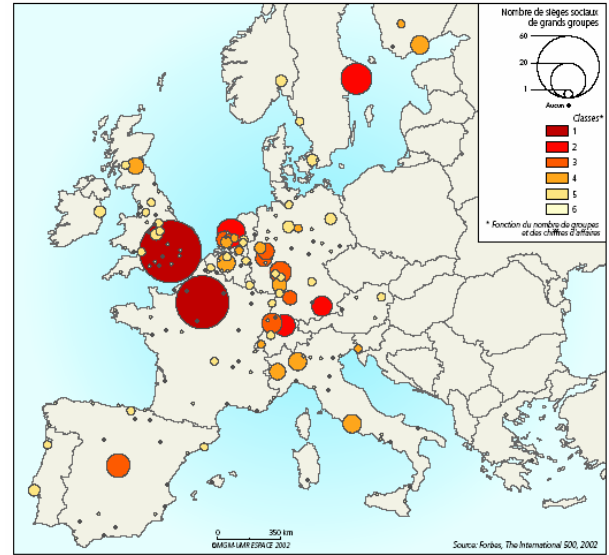 Nombre de sièges sociaux
de grands groupes
60
20
1
Aucun
Classes*
1
2
3
4
5
6
* Fonction du nombre de groupes
et des chiffres d'affaires
0 350 km
©MGM-UMR ESPACE 2002
Source: Forbes, The International 500, 2002